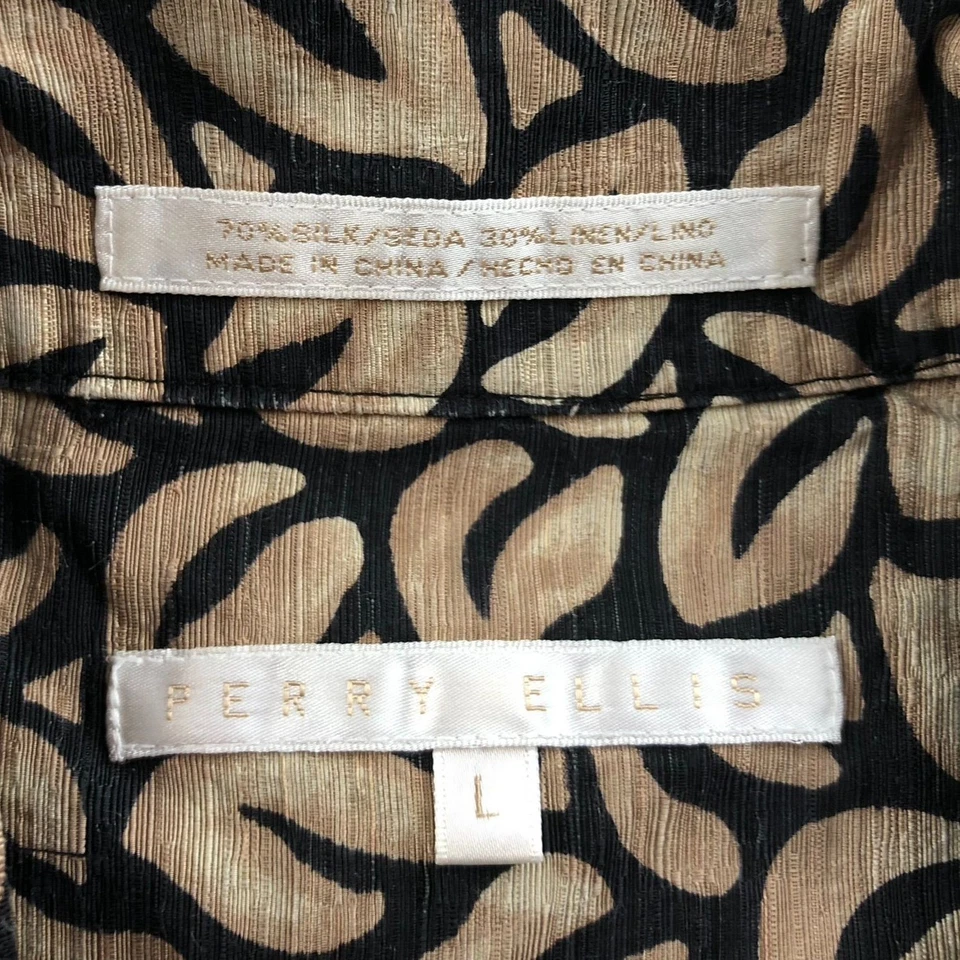 70% SILK/SEDA 30% LINEN/LINO
MADE IN CHINA/HECHO EN CHINA
PERRY ELLIS
L